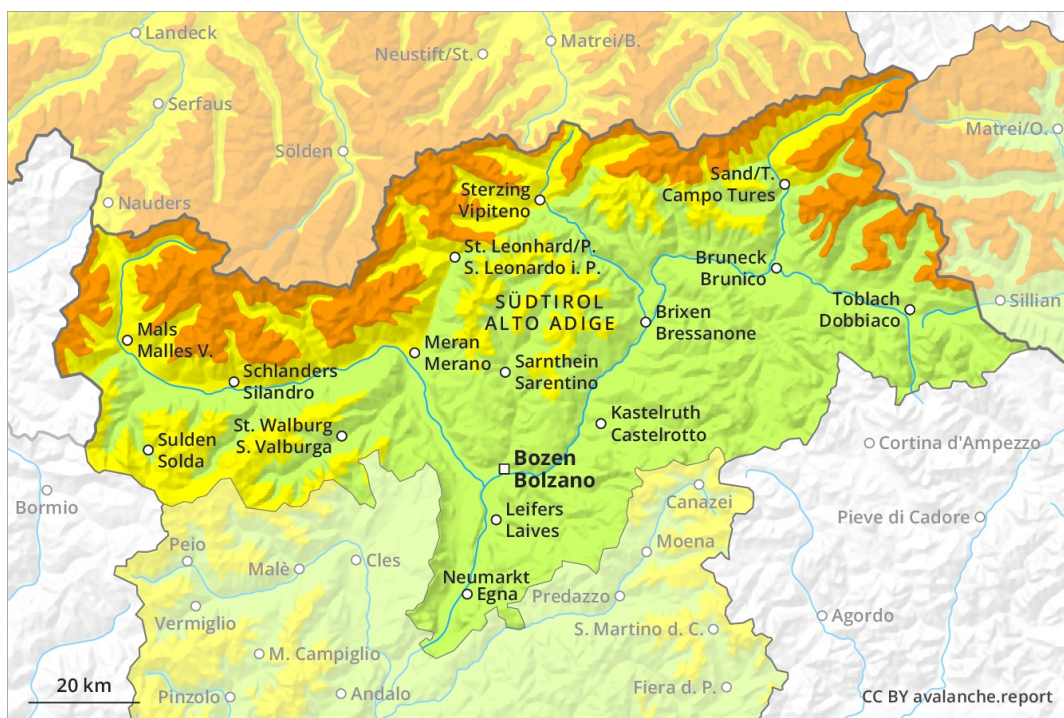 Landeck
Neustift/St.
Matrei/B.
Serfaus
Matrei/O.
Sölden
Sand/T.
Campo Tures
Sterzing
Vipiteno
Nauders
St. Leonhard/P.
S. Leonardo i. P.
Bruneck
Brunico
SÜDTIROL
ALTO ADIGE
Toblach
Dobbiaco
Sillian
Brixen
Bressanone
Mals
Malles V.
Meran
Merano
Sarnthein
Sarentino
Schlanders
Silandro
Kastelruth
Castelrotto
St. Walburg
S. Valburga
Sulden
Solda
Cortina d'Ampezzo
Bozen
Bolzano
Bormio
Canazei
Leifers
Laives
Pieve di Cadore
Peio
Moena
Cles
Malè
Neumarkt
Egna
Predazzo
Vermiglio
Agordo
S. Martino d. C.
M. Campiglio
20 km
Pinzolo
Andalo
Fiera d. P.
CC BY avalanche.report